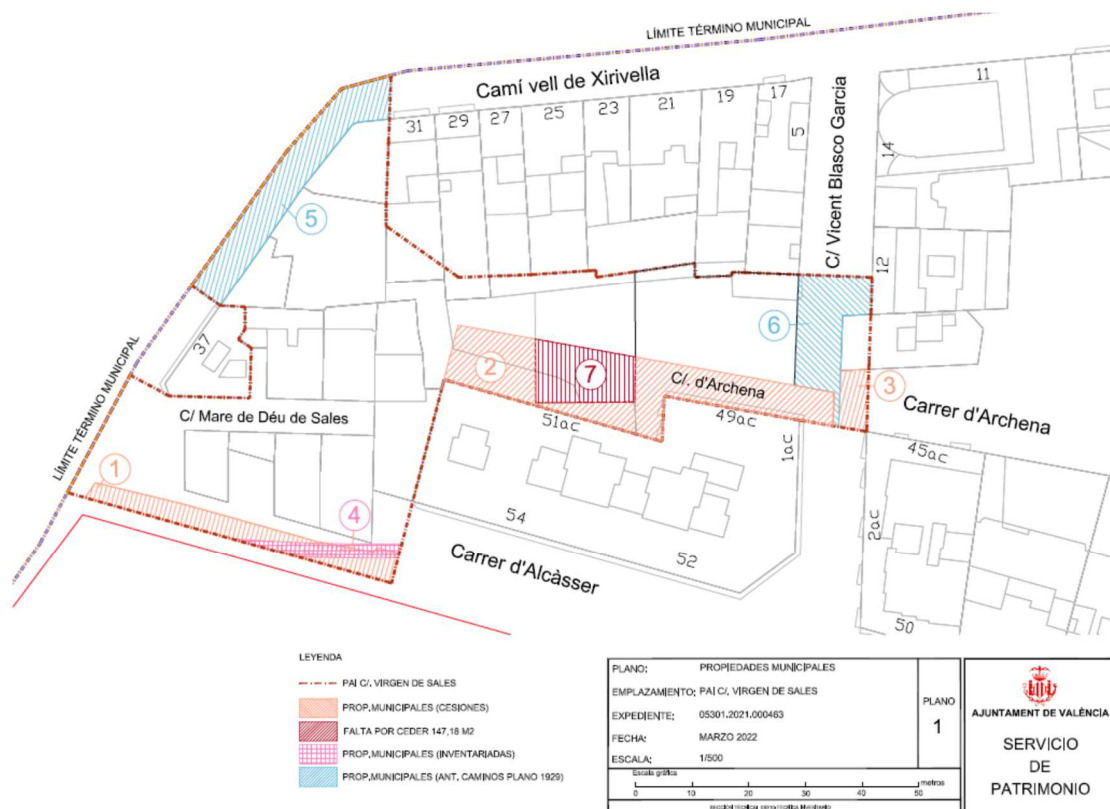 LÍMITE TÉRMINO MUNICIPAL
Camí vell de Xirivella
11
31
29
27
25
23
21
19
17
5
14
C/ Vicent Blasco Garcia
12
5
6
37
LÍMITE TÉRMINO MUNICIPAL
2
7
C/. d'Archena
3
Carrer d'Archena
C/ Mare de Déu de Sales
51ac
49ac
1ac
45ac
1
4
54
52
2ac
Carrer d'Alcàsser
50
LEYENDA
PAI C/. VIRGEN DE SALES
PROP.MUNICIPALES (CESIONES)
FALTA POR CEDER 147,18 M2
PROP.MUNICIPALES (INVENTARIADAS)
PROP.MUNICIPALES (ANT. CAMINOS PLANO 1929)
PLANO: PROPIEDADES MUNICIPALES
EMPLAZAMIENTO: PAI C/. VIRGEN DE SALES
EXPEDIENTE: 05301.2021.000463
FECHA: MARZO 2022
ESCALA: 1/500
PLANO
1
Escala gráfica
0 10 20 30 40 50 metros
AJUNTAMENT DE VALÈNCIA
SERVICIO
DE
PATRIMONIO